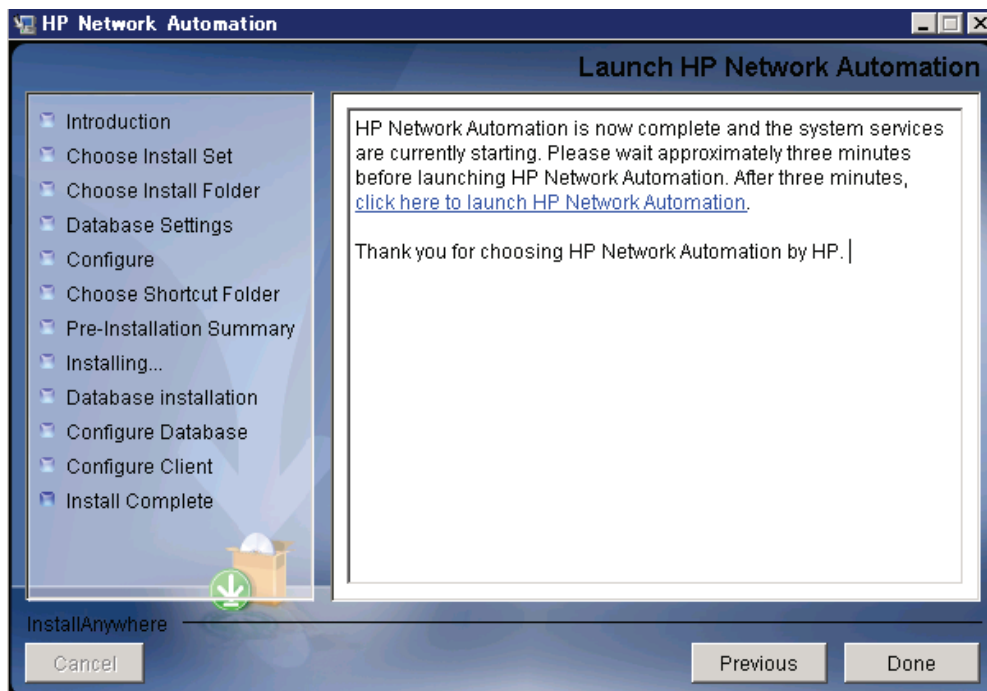 HP Network Automation
Launch HP Network Automation
Introduction
Choose Install Set
Choose Install Folder
Database Settings
Configure
Choose Shortcut Folder
Pre-Installation Summary
Installing...
Database installation
Configure Database
Configure Client
Install Complete
HP Network Automation is now complete and the system services
are currently starting. Please wait approximately three minutes
before launching HP Network Automation. After three minutes,
click here to launch HP Network Automation.
Thank you for choosing HP Network Automation by HP.
InstallAnywhere
Cancel
Previous
Done